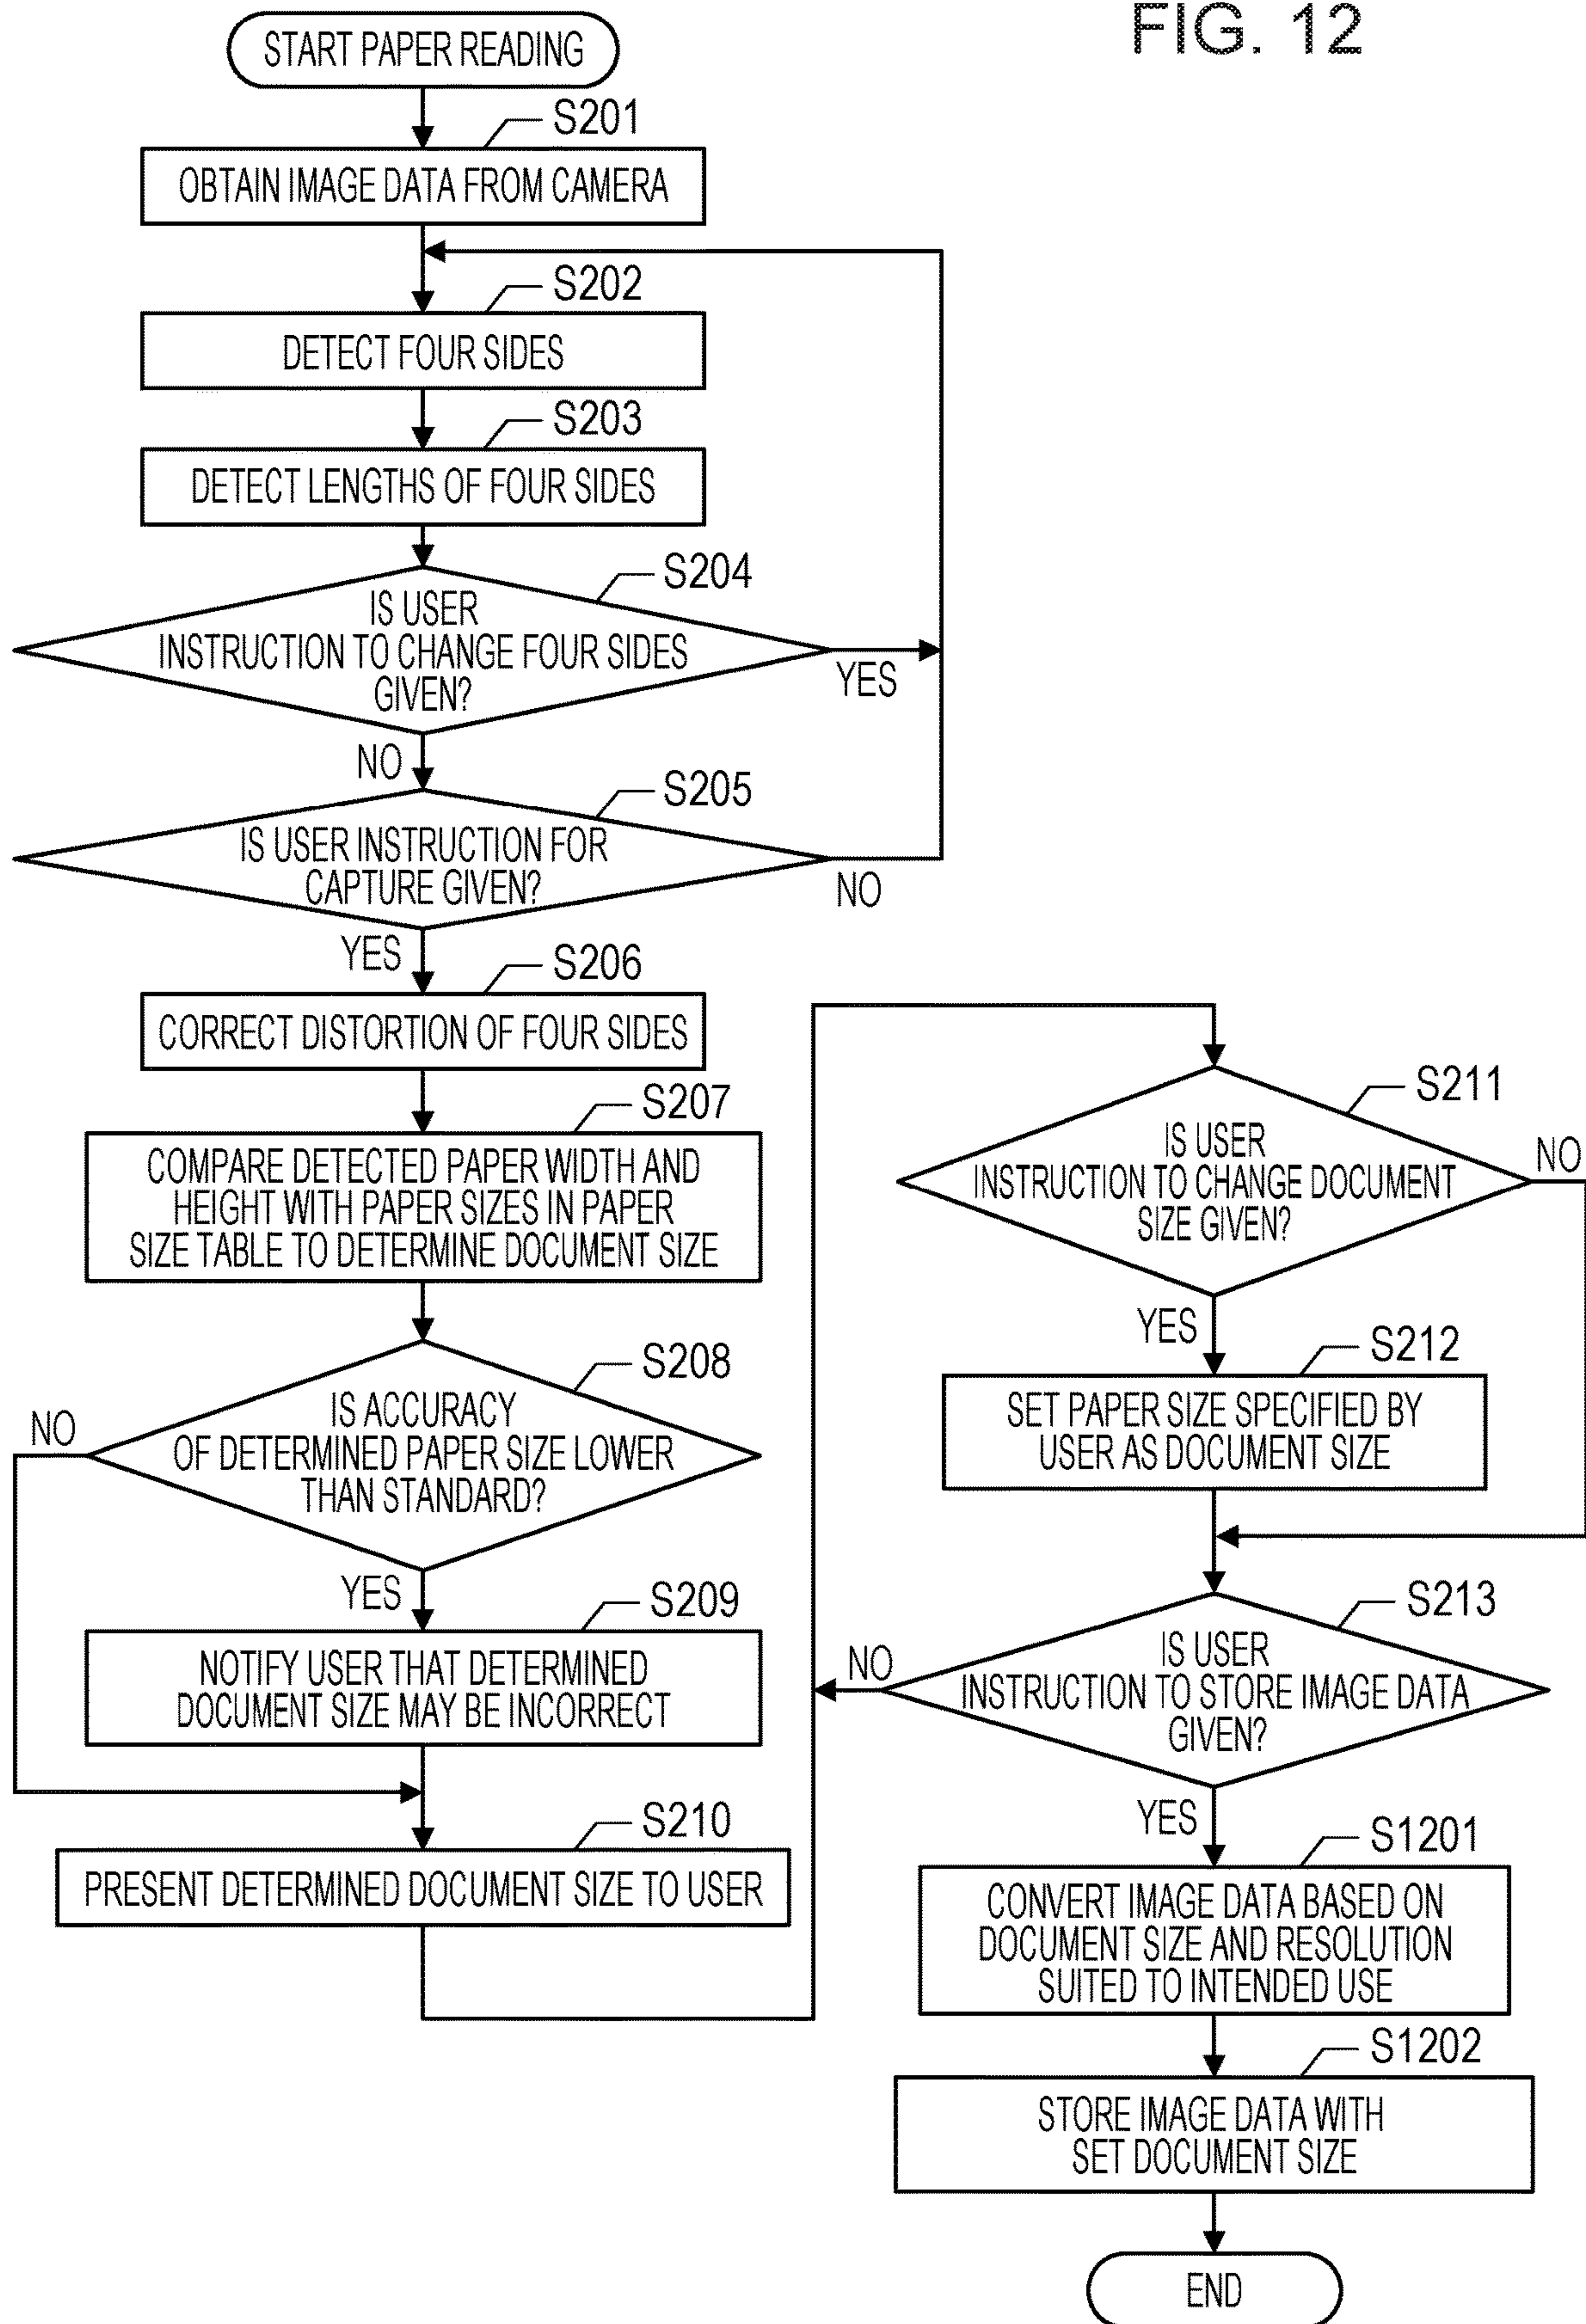 FIG. 12
START PAPER READING
S201
OBTAIN IMAGE DATA FROM CAMERA
S202
DETECT FOUR SIDES
S203
DETECT LENGTHS OF FOUR SIDES
S204
IS USER
INSTRUCTION TO CHANGE FOUR SIDES
GIVEN?
YES
NO
S205
IS USER INSTRUCTION FOR
CAPTURE GIVEN?
NO
YES
S206
CORRECT DISTORTION OF FOUR SIDES
S207
COMPARE DETECTED PAPER WIDTH AND
HEIGHT WITH PAPER SIZES IN PAPER
SIZE TABLE TO DETERMINE DOCUMENT SIZE
S208
IS ACCURACY
OF DETERMINED PAPER SIZE LOWER
THAN STANDARD?
NO
YES
S209
NOTIFY USER THAT DETERMINED
DOCUMENT SIZE MAY BE INCORRECT
S210
PRESENT DETERMINED DOCUMENT SIZE TO USER
S211
IS USER
INSTRUCTION TO CHANGE DOCUMENT
SIZE GIVEN?
NO
YES
S212
SET PAPER SIZE SPECIFIED BY
USER AS DOCUMENT SIZE
S213
IS USER
INSTRUCTION TO STORE IMAGE DATA
GIVEN?
NO
YES
S1201
CONVERT IMAGE DATA BASED ON
DOCUMENT SIZE AND RESOLUTION
SUITED TO INTENDED USE
S1202
STORE IMAGE DATA WITH
SET DOCUMENT SIZE
END